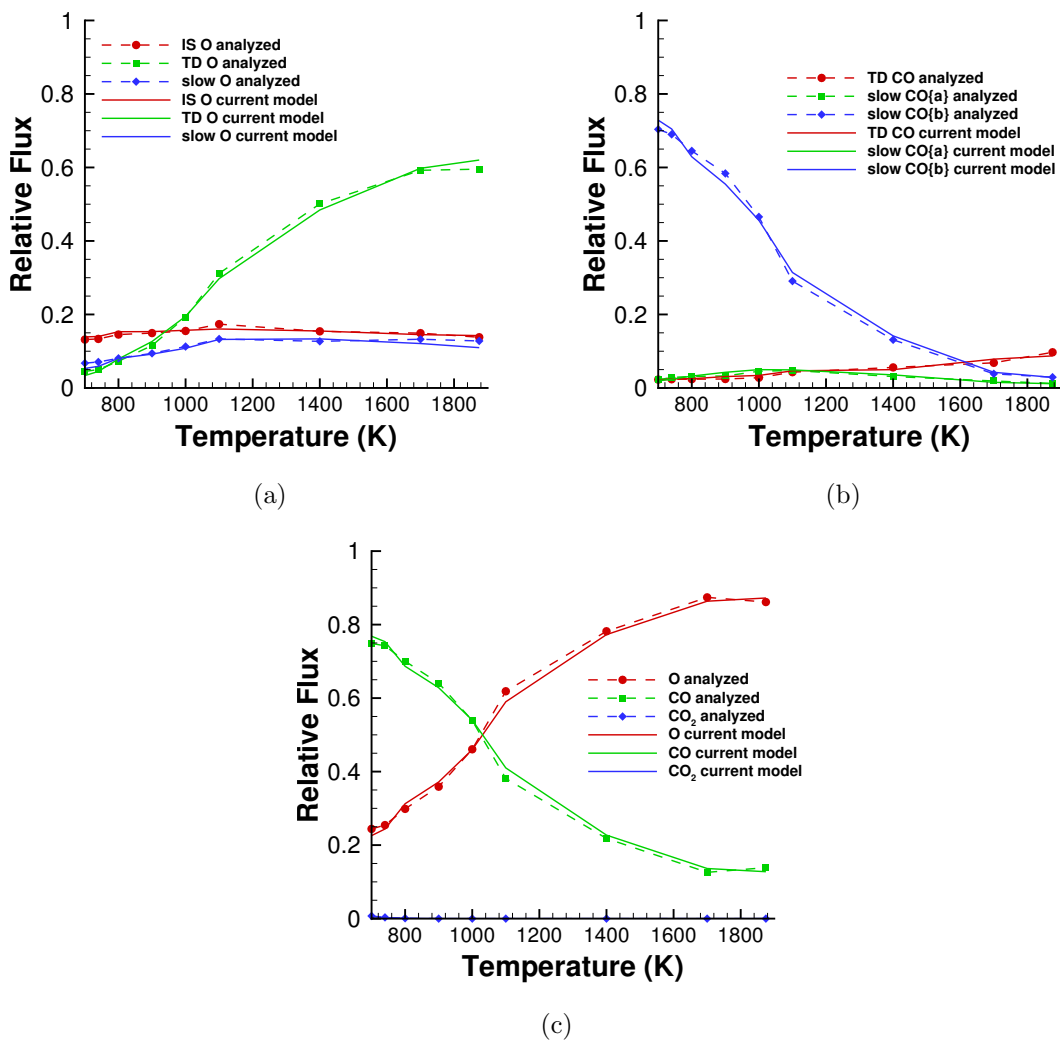 1
0.8
0.6
0.4
0.2
0
Relative Flux
IS O analyzed
TD O analyzed
slow O analyzed
IS O current model
TD O current model
slow O current model
800 1000 1200 1400 1600 1800
Temperature (K)
(a)
1
0.8
0.6
0.4
0.2
0
Relative Flux
TD CO analyzed
slow CO{a} analyzed
slow CO{b} analyzed
TD CO current model
slow CO{a} current model
slow CO{b} current model
800 1000 1200 1400 1600 1800
Temperature (K)
(b)
1
0.8
0.6
0.4
0.2
0
Relative Flux
O analyzed
CO analyzed
CO₂ analyzed
O current model
CO current model
CO₂ current model
800 1000 1200 1400 1600 1800
Temperature (K)
(c)